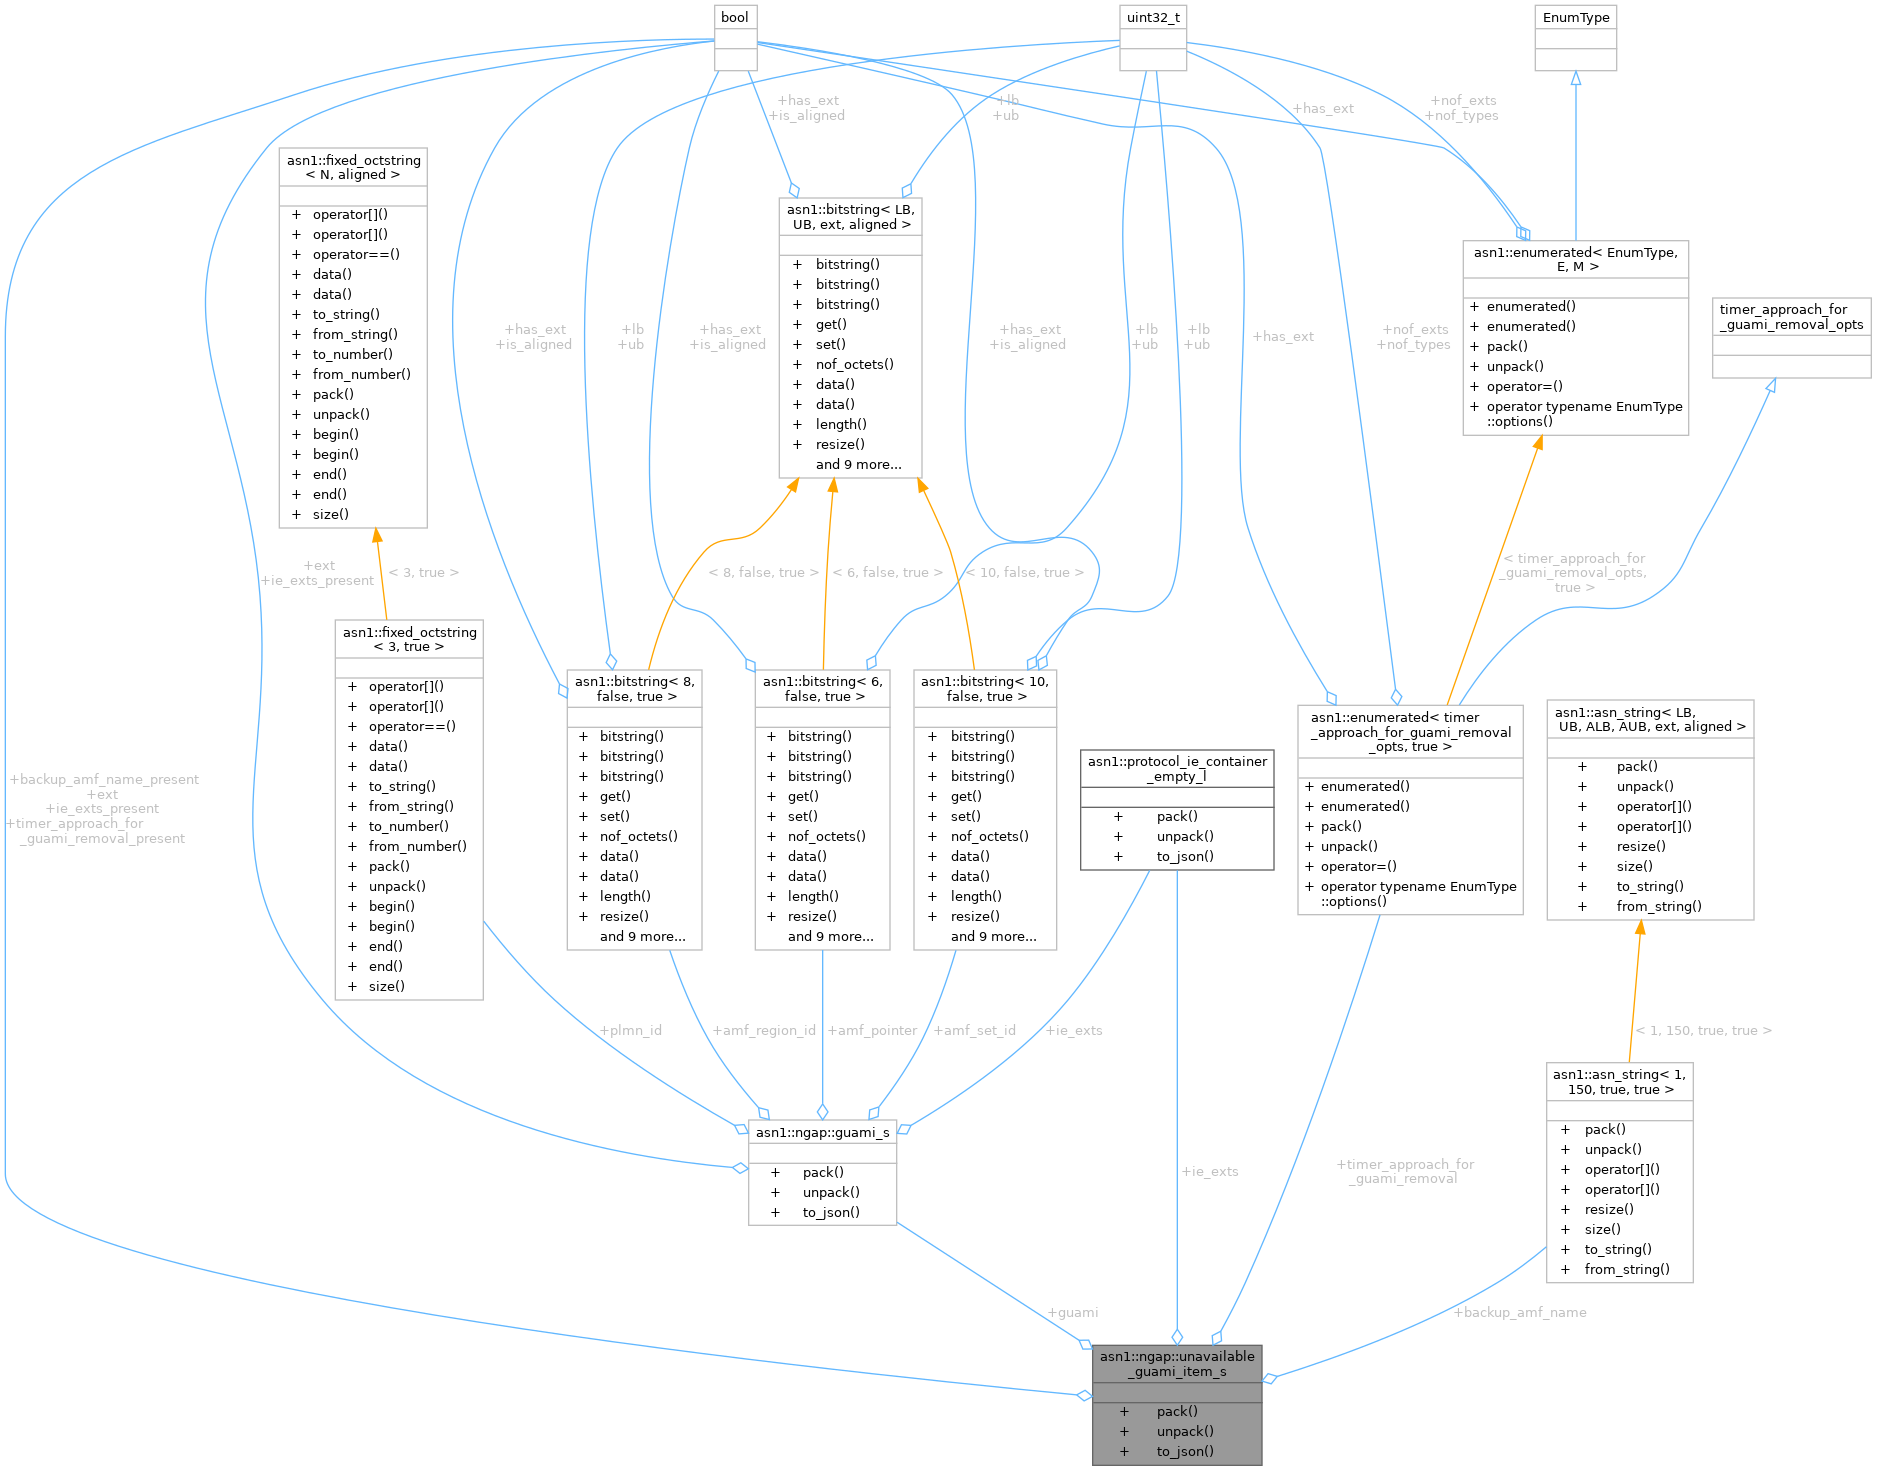 bool
uint32_t
EnumType
+has_ext
+is_aligned
+lb
+ub
+has_ext
+nof_exts
+nof_types
asn1::fixed_octstring
< N, aligned >
+ operator[]()
+ operator[]()
+ operator==()
+ data()
+ data()
+ to_string()
+ from_string()
+ to_number()
+ from_number()
+ pack()
+ unpack()
+ begin()
+ begin()
+ end()
+ end()
+ size()
asn1::bitstring< LB,
UB, ext, aligned >
+ bitstring()
+ bitstring()
+ bitstring()
+ get()
+ set()
+ nof_octets()
+ data()
+ data()
+ length()
+ resize()
and 9 more...
asn1::enumerated< EnumType,
E, M >
+ enumerated()
+ enumerated()
+ pack()
+ unpack()
+ operator=()
+ operator typename EnumType
::options()
timer_approach_for
_guami_removal_opts
+has_ext
+is_aligned
+lb
+ub
+has_ext
+is_aligned
+has_ext
+is_aligned
+lb
+ub
+lb
+ub
+has_ext
+nof_exts
+nof_types
+ext
+ie_exts_present
< 3, true >
< 8, false, true >
< 6, false, true >
< 10, false, true >
< timer_approach_for
_guami_removal_opts,
true >
asn1::fixed_octstring
< 3, true >
+ operator[]()
+ operator[]()
+ operator==()
+ data()
+ data()
+ to_string()
+ from_string()
+ to_number()
+ from_number()
+ pack()
+ unpack()
+ begin()
+ begin()
+ end()
+ end()
+ size()
asn1::bitstring< 8,
false, true >
+ bitstring()
+ bitstring()
+ bitstring()
+ get()
+ set()
+ nof_octets()
+ data()
+ data()
+ length()
+ resize()
and 9 more...
asn1::bitstring< 6,
false, true >
+ bitstring()
+ bitstring()
+ bitstring()
+ get()
+ set()
+ nof_octets()
+ data()
+ data()
+ length()
+ resize()
and 9 more...
asn1::bitstring< 10,
false, true >
+ bitstring()
+ bitstring()
+ bitstring()
+ get()
+ set()
+ nof_octets()
+ data()
+ data()
+ length()
+ resize()
and 9 more...
asn1::protocol_ie_container
_empty_l
+ pack()
+ unpack()
+ to_json()
asn1::enumerated< timer
_approach_for_guami_removal
_opts, true >
+ enumerated()
+ enumerated()
+ pack()
+ unpack()
+ operator=()
+ operator typename EnumType
::options()
asn1::asn_string< LB,
UB, ALB, AUB, ext, aligned >
+ pack()
+ unpack()
+ operator[]()
+ operator[]()
+ resize()
+ size()
+ to_string()
+ from_string()
+backup_amf_name_present
+ext
+ie_exts_present
+timer_approach_for
_guami_removal_present
+plmn_id
+amf_region_id
+amf_pointer
+amf_set_id
+ie_exts
< 1, 150, true, true >
asn1::ngap::guami_s
+ pack()
+ unpack()
+ to_json()
+ie_exts
+timer_approach_for
_guami_removal
asn1::asn_string< 1,
150, true, true >
+ pack()
+ unpack()
+ operator[]()
+ operator[]()
+ resize()
+ size()
+ to_string()
+ from_string()
+guami
+backup_amf_name
asn1::ngap::unavailable
_guami_item_s
+ pack()
+ unpack()
+ to_json()